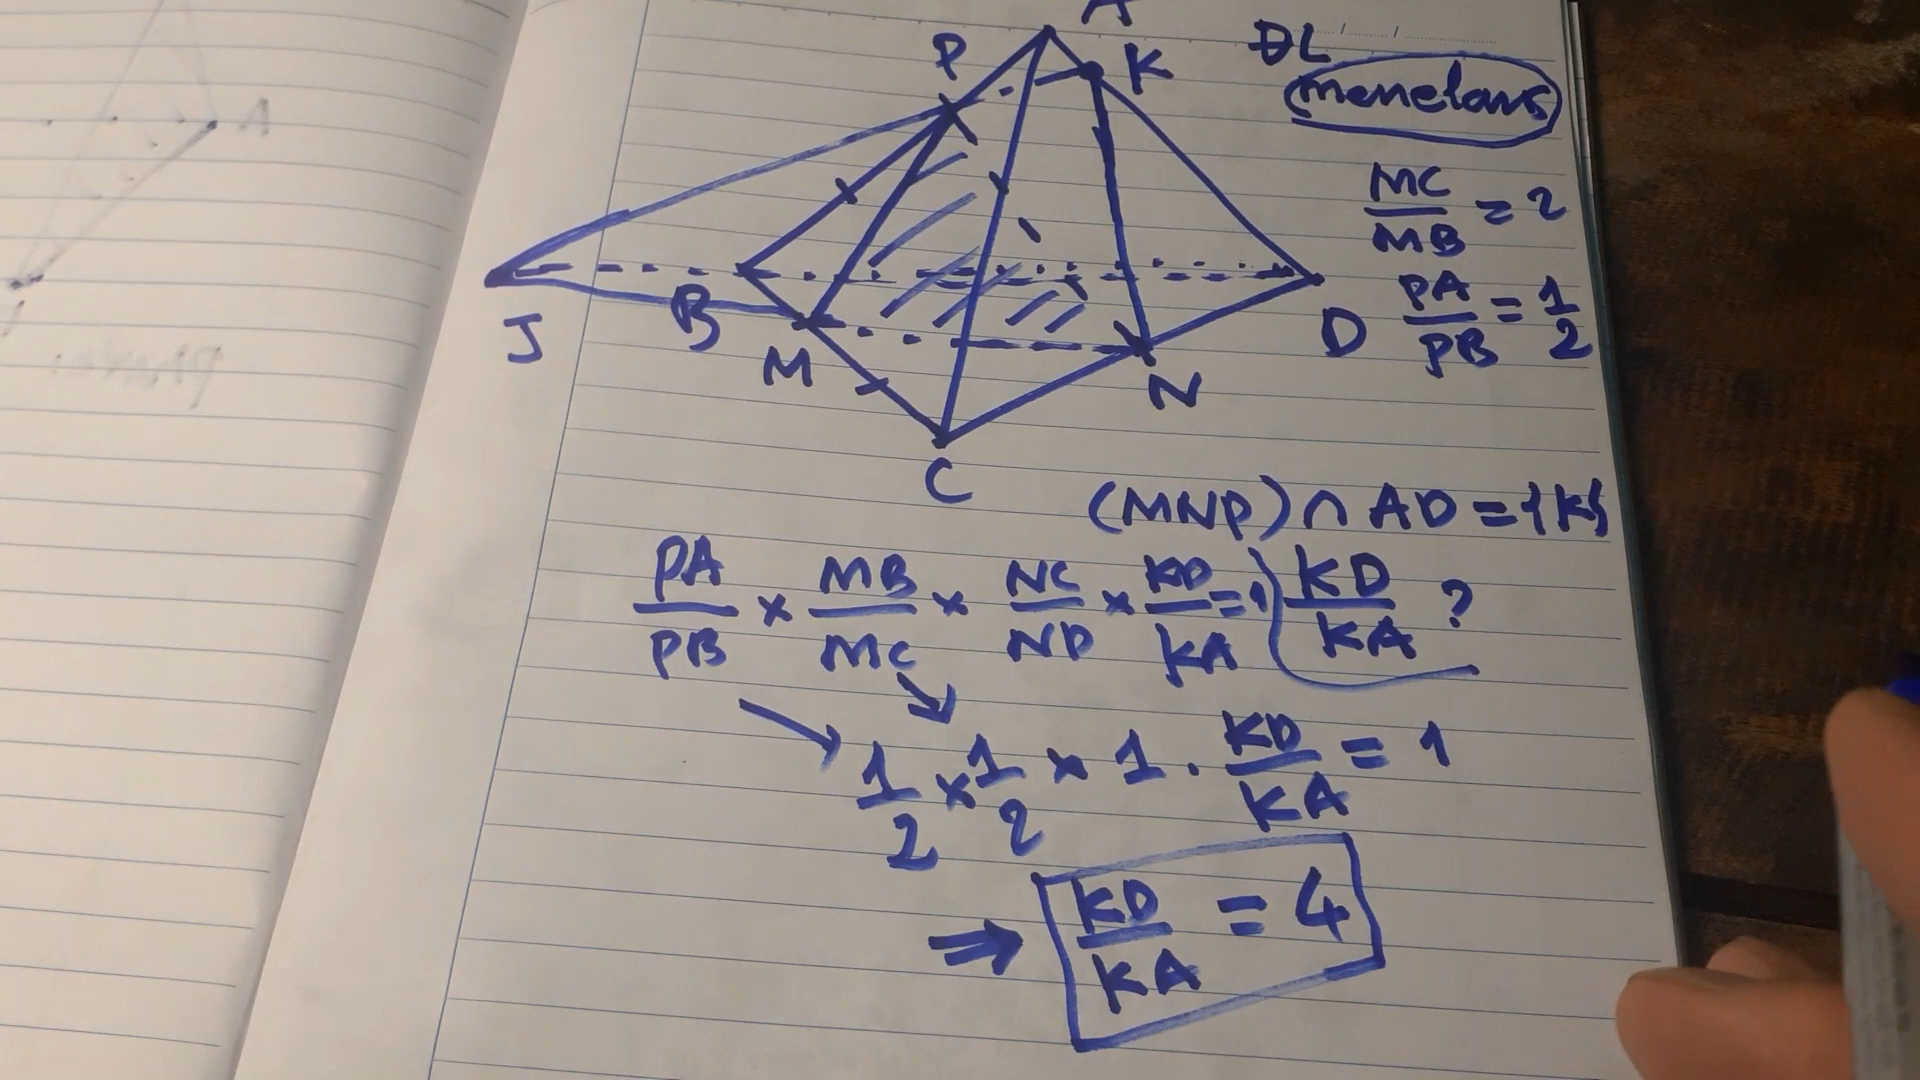 A
P
K
ĐL
menelaus
MC/MB = 2
PA/PB = 1/2
J
B
M
D
N
C
(MNP) ∩ AD = {K}
PA/PB × MB/MC × NC/ND × KD/KA = 1
KD/KA ?
1/2 × 1/2 × 1 . KD/KA = 1
⇒ KD/KA = 4
A